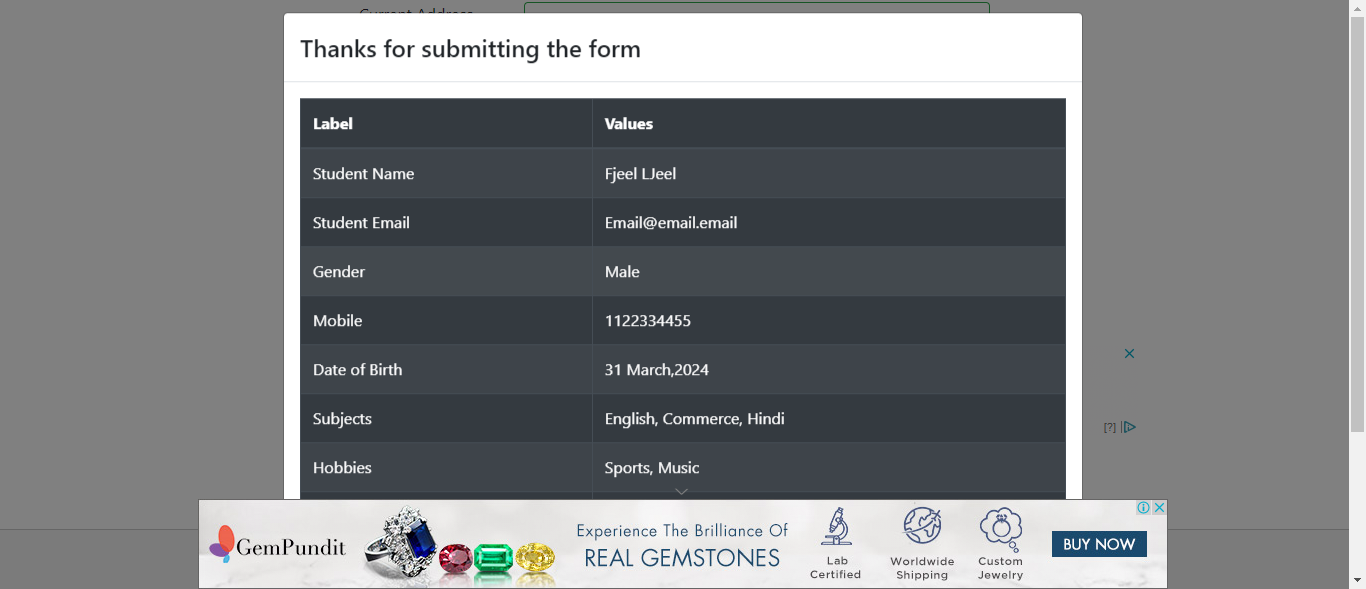 Current Address
Thanks for submitting the form
Label Values
Student Name Fjeel LJeel
Student Email Email@email.email
Gender Male
Mobile 1122334455
Date of Birth 31 March,2024
Subjects English, Commerce, Hindi
Hobbies Sports, Music
[?]
GemPundit
Experience The Brilliance Of
REAL GEMSTONES
Lab
Certified
Worldwide
Shipping
Custom
Jewelry
BUY NOW